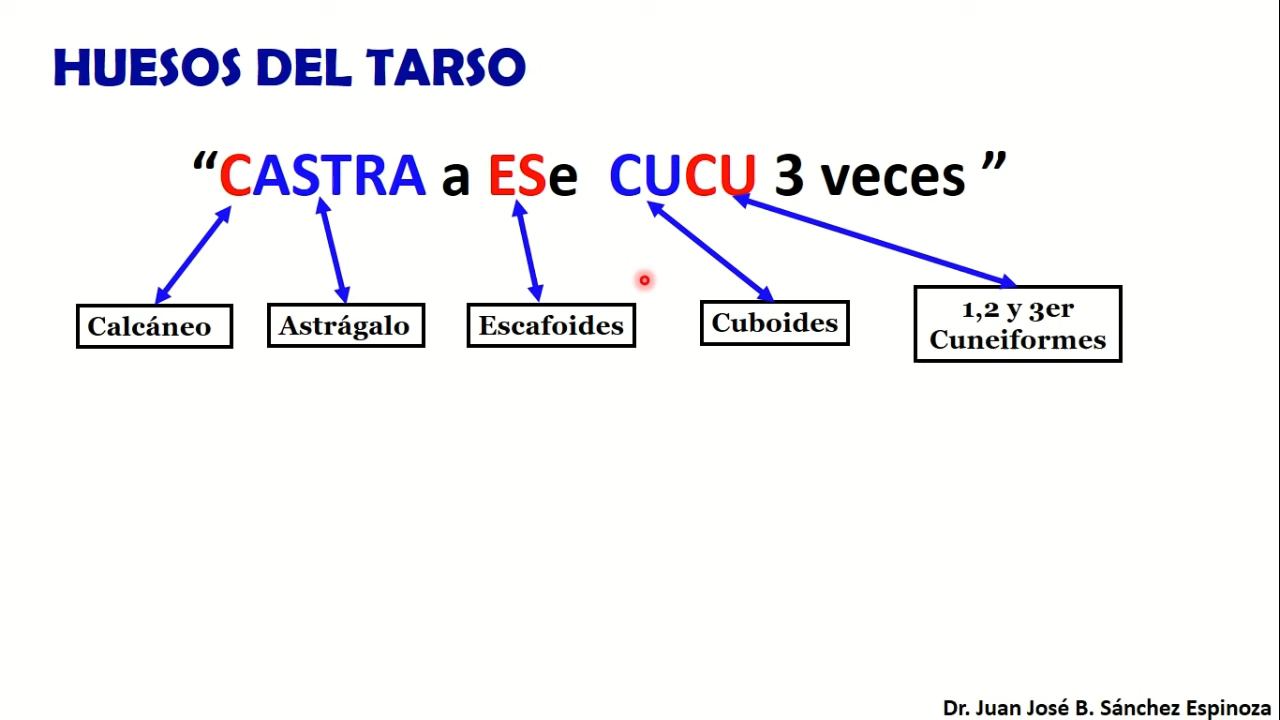 HUESOS DEL TARSO
“CASTRA a ESe CUCU 3 veces ”
Calcáneo
Astrágalo
Escafoides
Cuboides
1,2 y 3er
Cuneiformes
Dr. Juan José B. Sánchez Espinoza